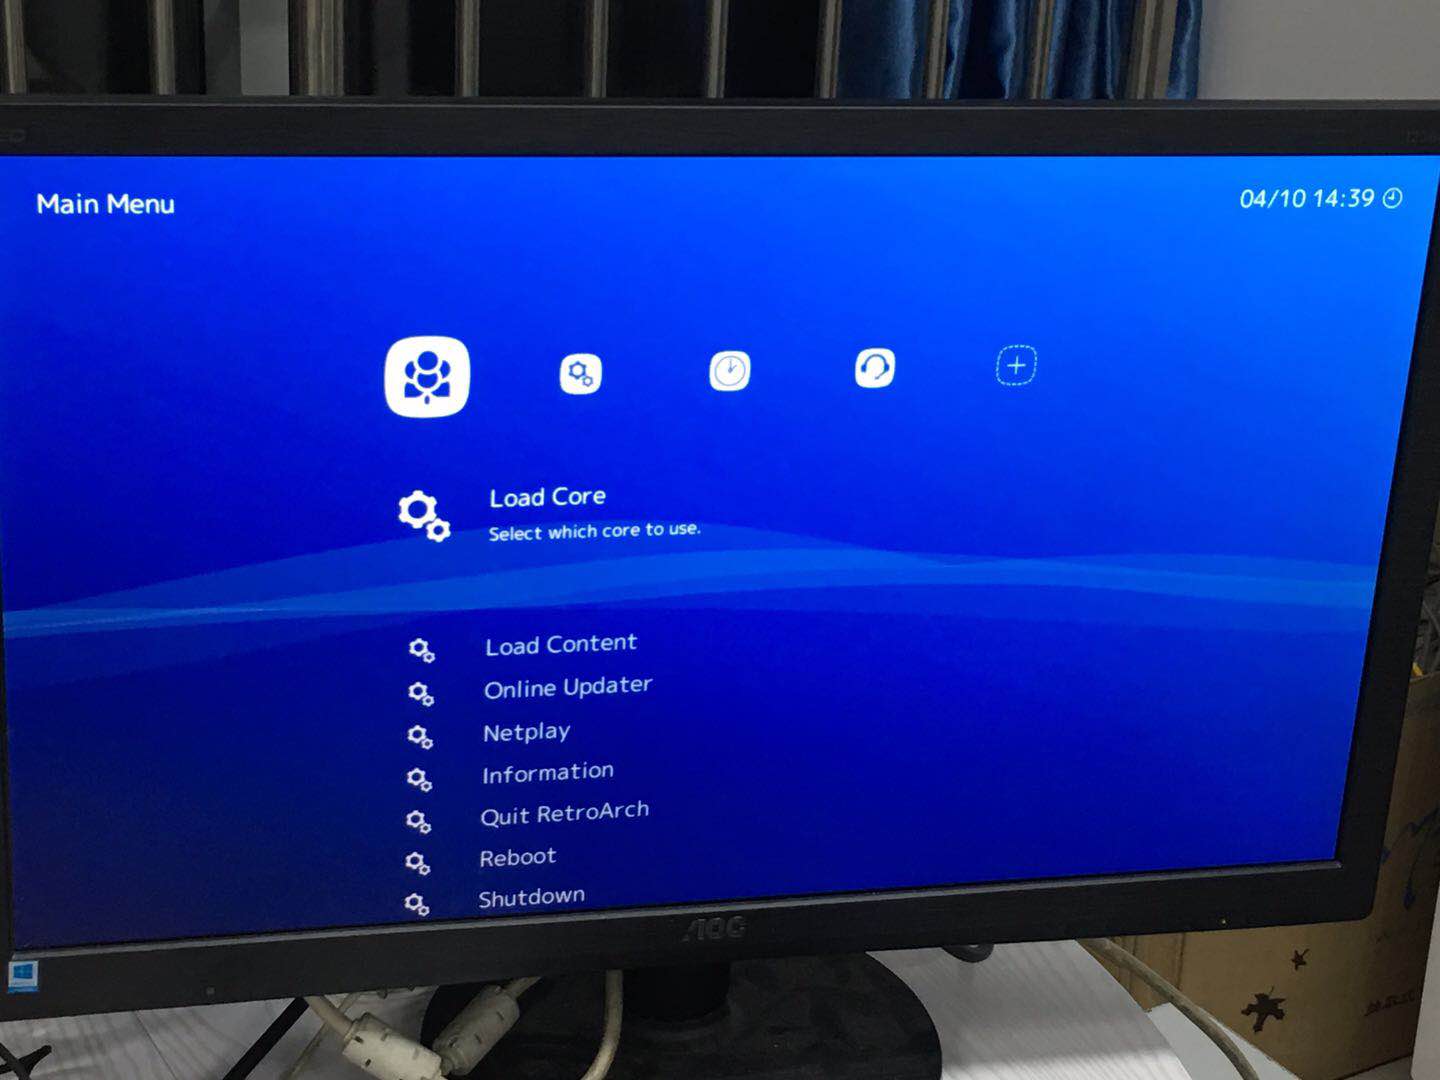 Main Menu
04/10 14:39
Load Core
Select which core to use.
Load Content
Online Updater
Netplay
Information
Quit RetroArch
Reboot
Shutdown
AOC